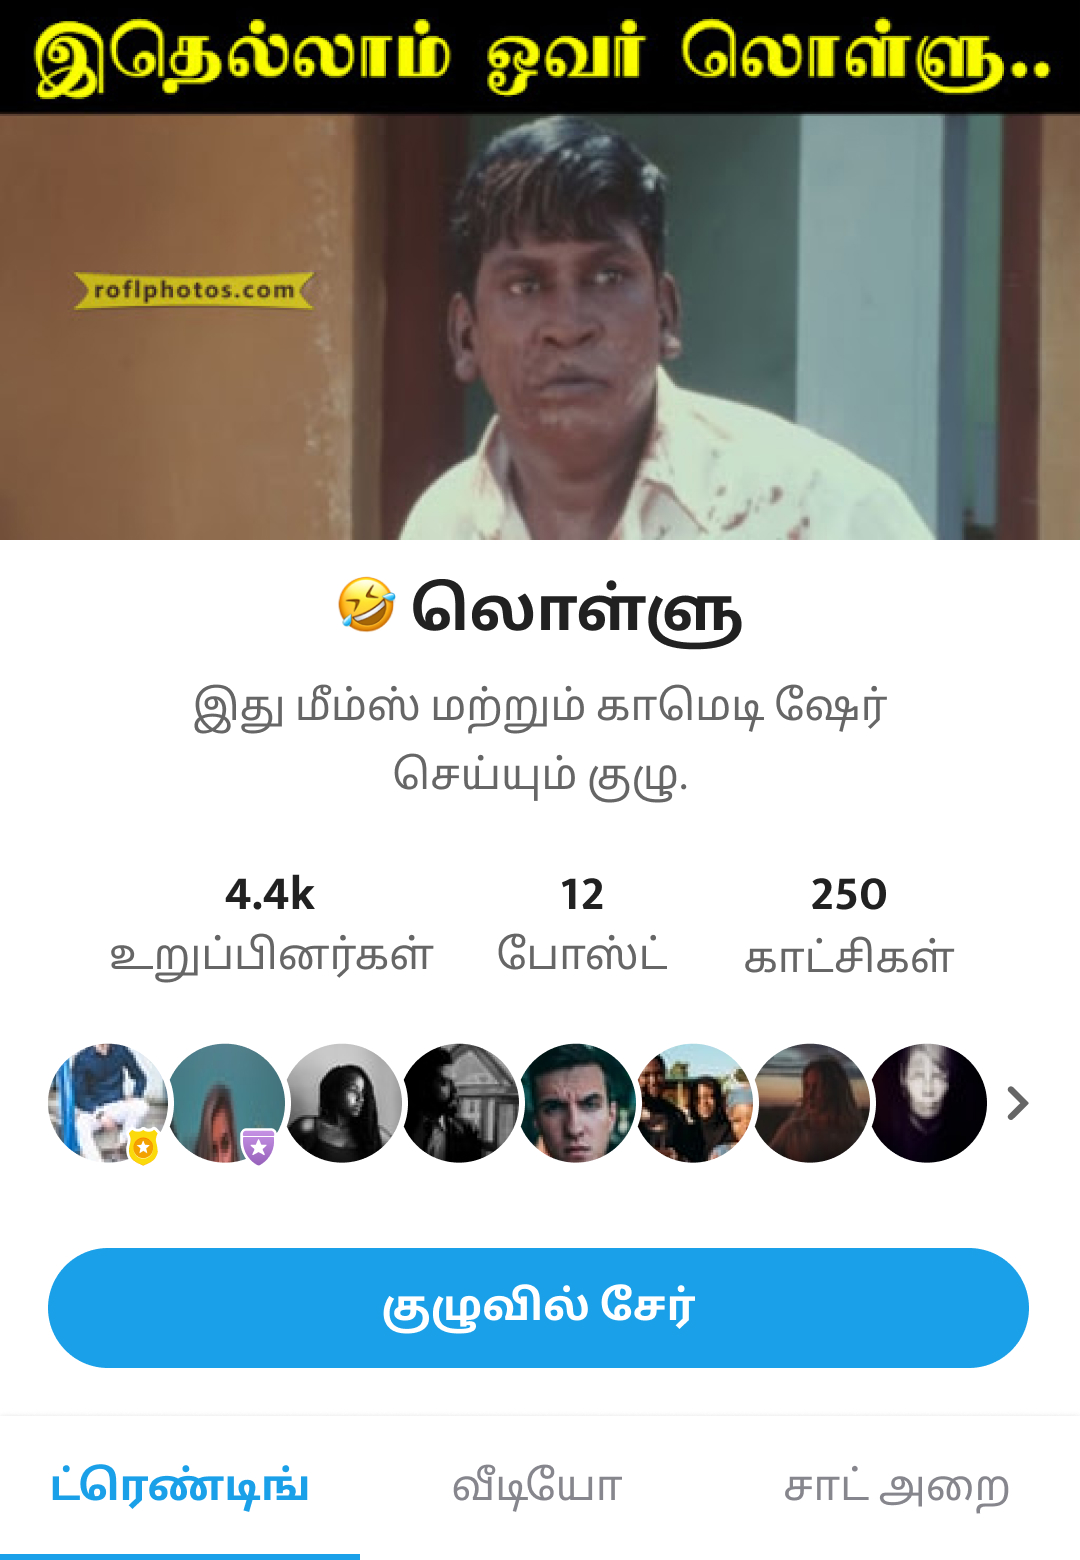 இதெல்லாம் ஓவர் லொள்ளு..
roflphotos.com
🤣 லொள்ளு
இது மீம்ஸ் மற்றும் காமெடி ஷேர்
செய்யும் குழு.
4.4k 12 250
உறுப்பினர்கள் போஸ்ட் காட்சிகள்
குழுவில் சேர்
ட்ரெண்டிங் வீடியோ சாட் அறை